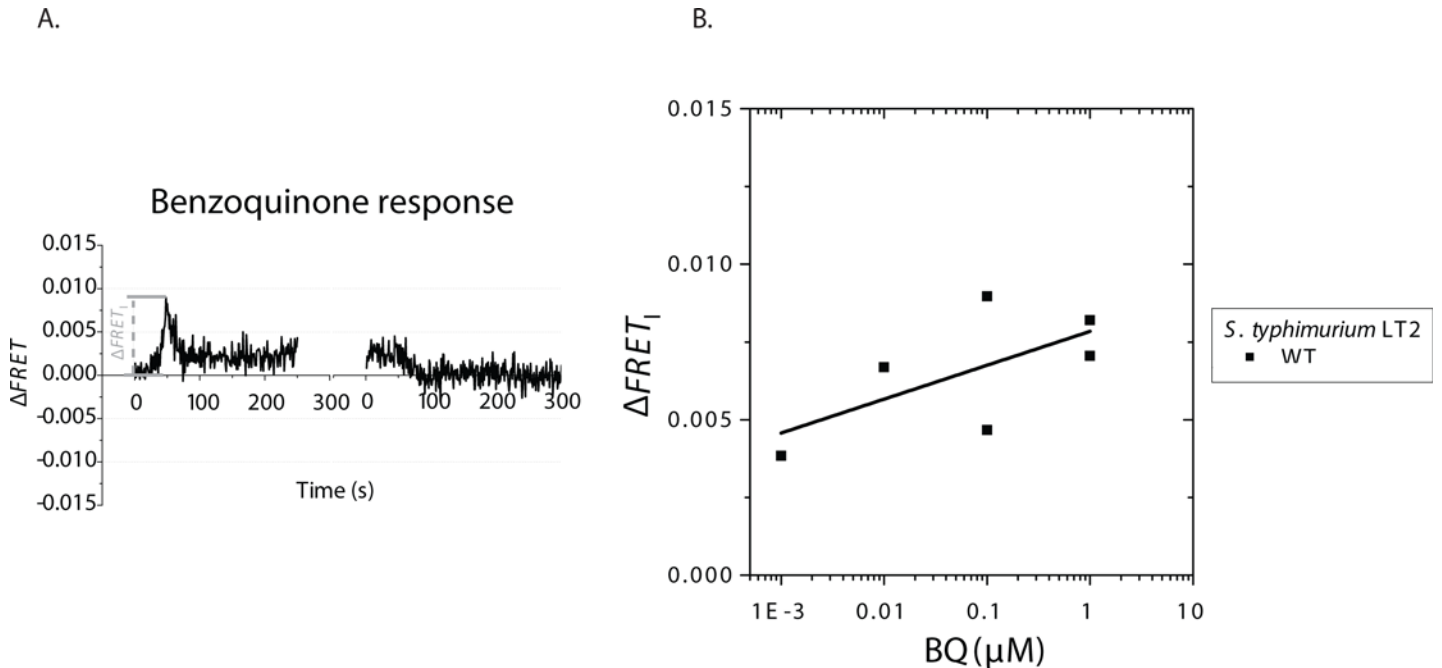 A.
Benzoquinone response
0.015
0.010
0.005
0.000
-0.005
-0.010
-0.015
ΔFRET
ΔFRET_I
0 100 200 300 0 100 200 300
Time (s)
B.
0.015
0.010
0.005
0.000
ΔFRET_I
1E-3 0.01 0.1 1 10
BQ (μM)
S. typhimurium LT2
WT